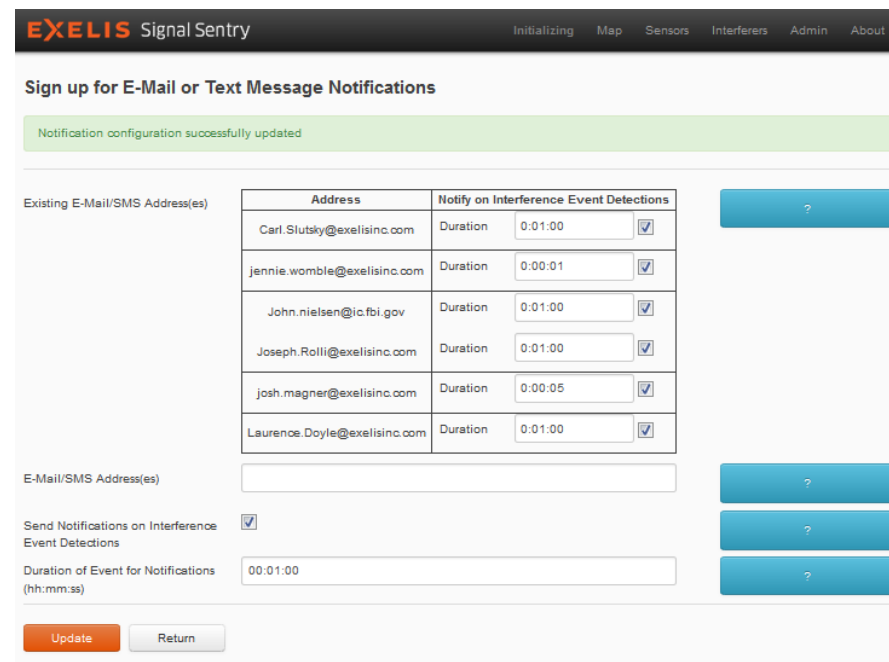 EXELIS Signal Sentry
Initializing Map Sensors Interferers Admin About
Sign up for E-Mail or Text Message Notifications
Notification configuration successfully updated
Existing E-Mail/SMS Address(es)
Address Notify on Interference Event Detections
Carl.Slutsky@exelisinc.com Duration 0:01:00
jennie.womble@exelisinc.com Duration 0:00:01
John.nielsen@ic.fbi.gov Duration 0:01:00
Joseph.Rolli@exelisinc.com Duration 0:01:00
josh.magner@exelisinc.com Duration 0:00:05
Laurence.Doyle@exelisinc.com Duration 0:01:00
?
E-Mail/SMS Address(es)
?
Send Notifications on Interference
Event Detections
?
Duration of Event for Notifications
(hh:mm:ss)
00:01:00
?
Update Return